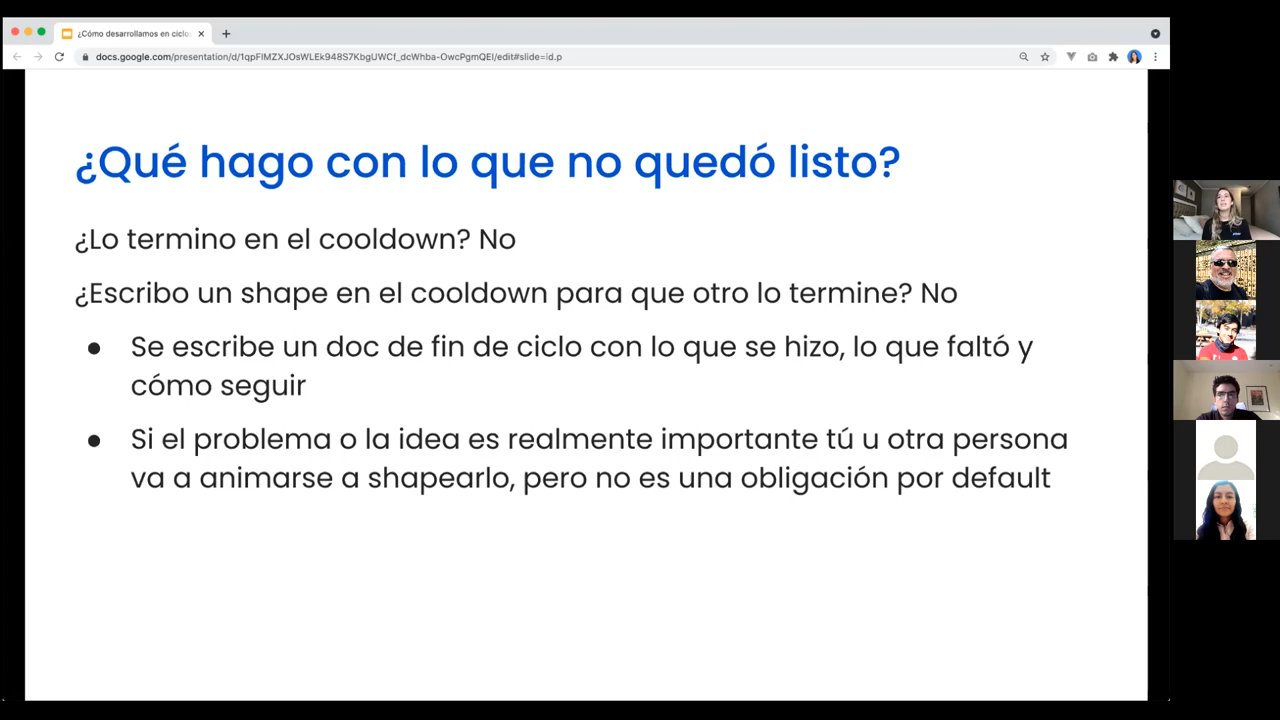 ¿Cómo desarrollamos en ciclo
docs.google.com/presentation/d/1qpFIMZXJOsWLEk948S7KbgUWCf_dcWhba-OwcPgmQEI/edit#slide=id.p
¿Qué hago con lo que no quedó listo?
¿Lo termino en el cooldown? No
¿Escribo un shape en el cooldown para que otro lo termine? No
● Se escribe un doc de fin de ciclo con lo que se hizo, lo que faltó y
cómo seguir
● Si el problema o la idea es realmente importante tú u otra persona
va a animarse a shapearlo, pero no es una obligación por default